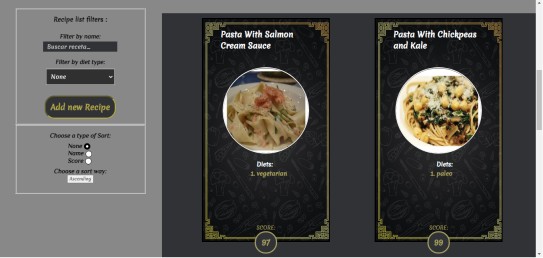 Recipe list filters :
Filter by name:
Buscar receta...
Filter by diet type:
None
Add new Recipe
Choose a type of Sort:
None
Name
Score
Choose a sort way:
Ascending
Pasta With Salmon
Cream Sauce
Diets:
1. vegetarian
SCORE:
97
Pasta With Chickpeas
and Kale
Diets:
1. paleo
SCORE:
99